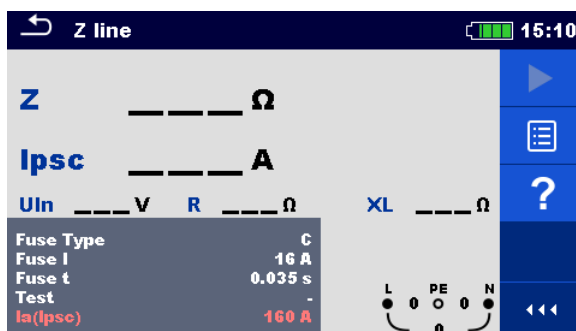 Z line 15:10
Z ___ Ω
Ipsc ___ A
Uln ___V R ___Ω XL ___Ω
?
Fuse Type C
Fuse I 16 A
Fuse t 0.035 s
Test -
Ia(Ipsc) 160 A
L PE N
0 0
0